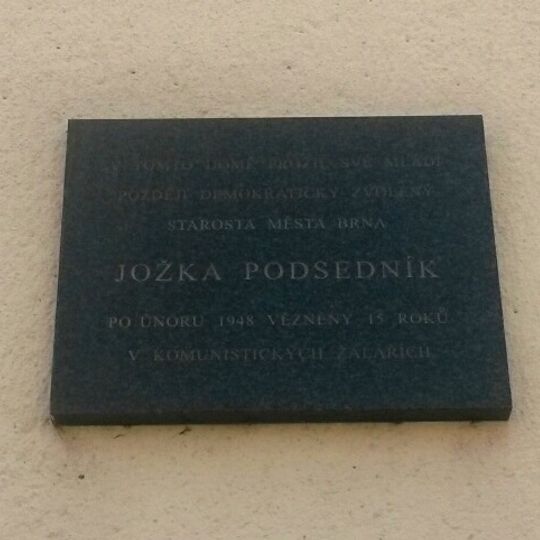 V TOMTO DOMĚ PROŽIL SVÉ MLÁDÍ
POZDĚJI DEMOKRATICKY ZVOLENÝ
STAROSTA MĚSTA BRNA
JOŽKA PODSEDNÍK
PO ÚNORU 1948 VĚZNĚNÝ 15 ROKŮ
V KOMUNISTICKÝCH ŽALÁŘÍCH